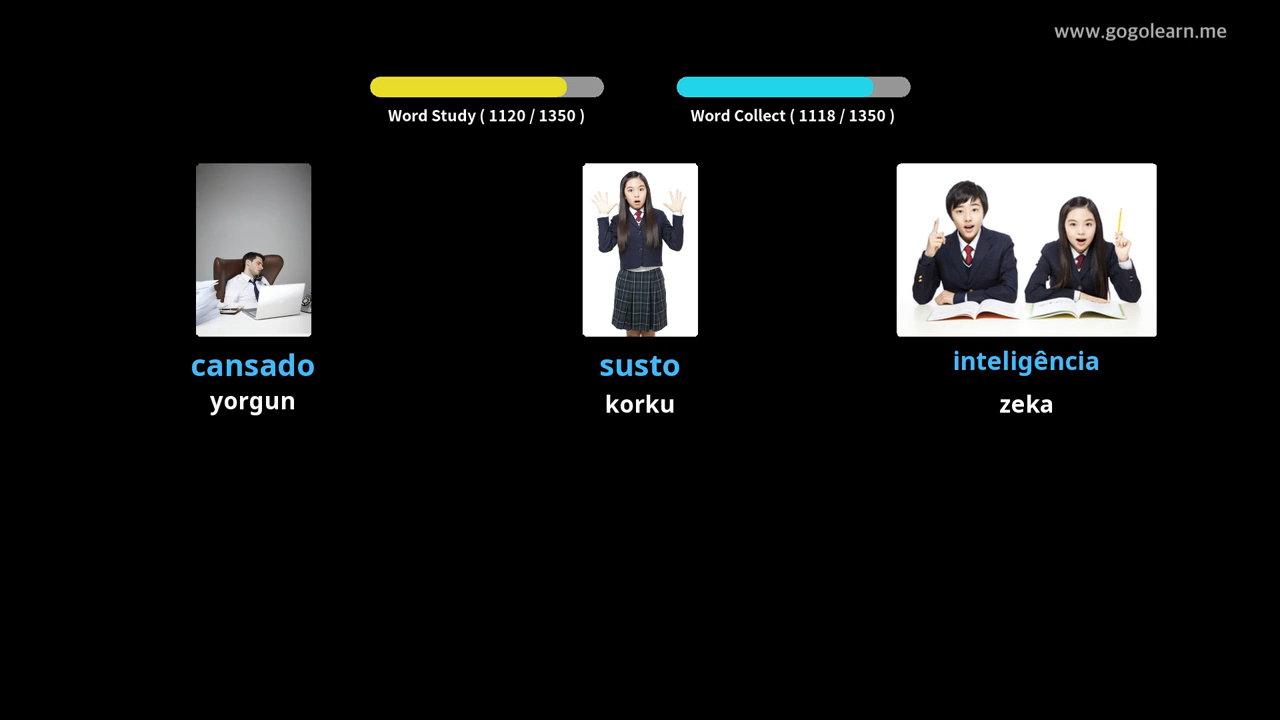 www.gogolearn.me
Word Study ( 1120 / 1350 )
Word Collect ( 1118 / 1350 )
cansado
yorgun
susto
korku
inteligência
zeka